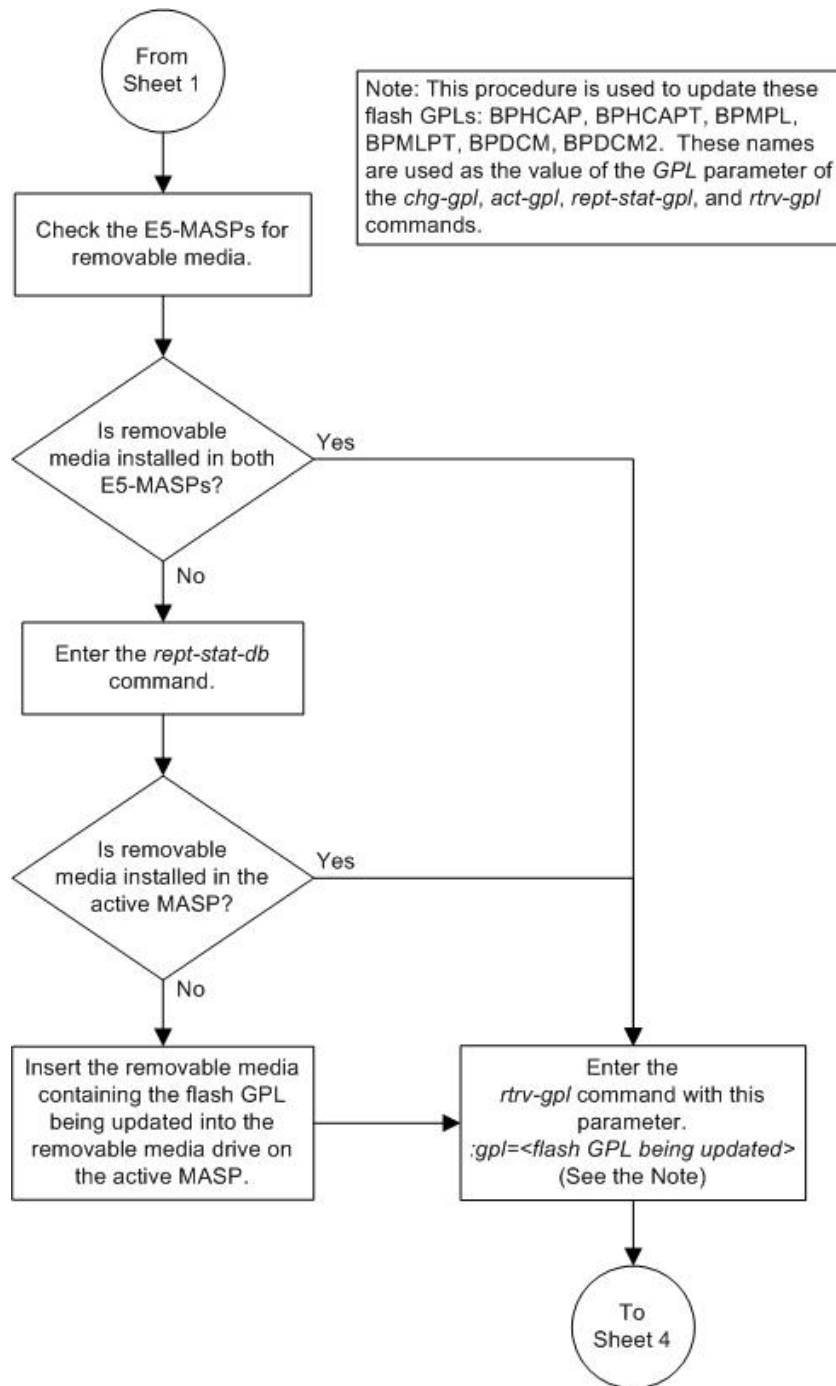 From
Sheet 1
Note: This procedure is used to update these
flash GPLs: BPHCAP, BPHCAPT, BPMPL,
BPMLPT, BPDCM, BPDCM2. These names
are used as the value of the GPL parameter of
the chg-gpl, act-gpl, rept-stat-gpl, and rtrv-gpl
commands.
Check the E5-MASPs for
removable media.
Is removable
media installed in both
E5-MASPs?
Yes
No
Enter the rept-stat-db
command.
Is removable
media installed in the
active MASP?
Yes
No
Insert the removable media
containing the flash GPL
being updated into the
removable media drive on
the active MASP.
Enter the
rtrv-gpl command with this
parameter.
:gpl=<flash GPL being updated>
(See the Note)
To
Sheet 4